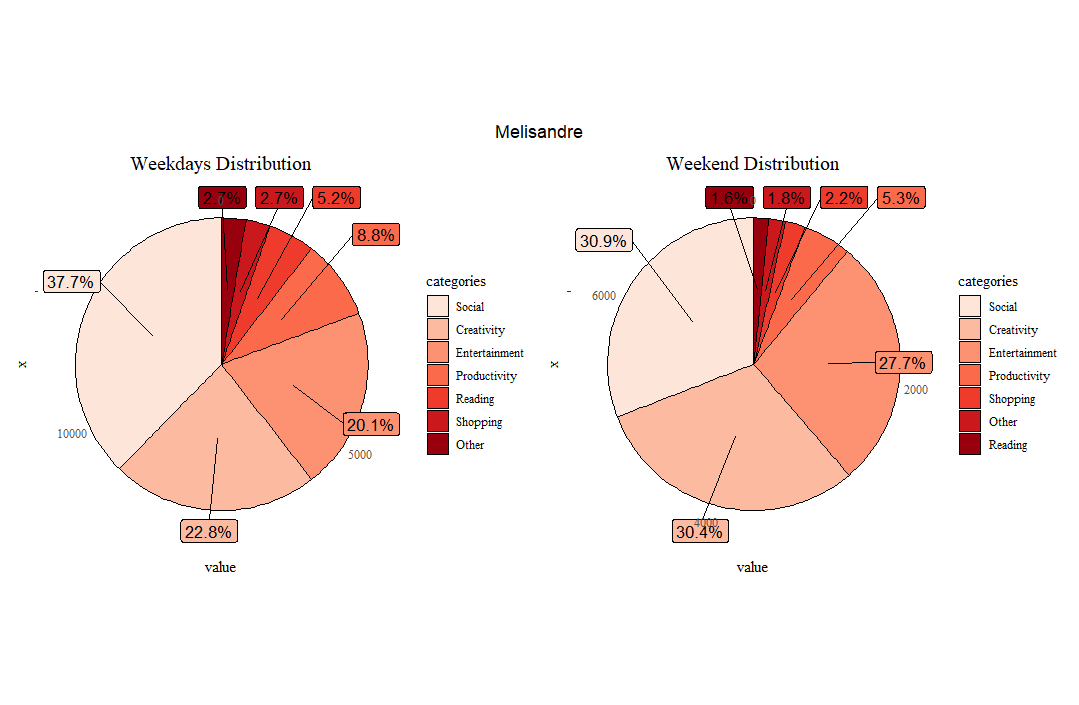 Melisandre
Weekdays Distribution
2.7%
2.7%
5.2%
8.8%
37.7%
-
x
10000
20.1%
5000
22.8%
value
categories
Social
Creativity
Entertainment
Productivity
Reading
Shopping
Other
Weekend Distribution
1.6%
1.8%
2.2%
5.3%
30.9%
-
6000
x
27.7%
2000
4000
30.4%
value
categories
Social
Creativity
Entertainment
Productivity
Shopping
Other
Reading